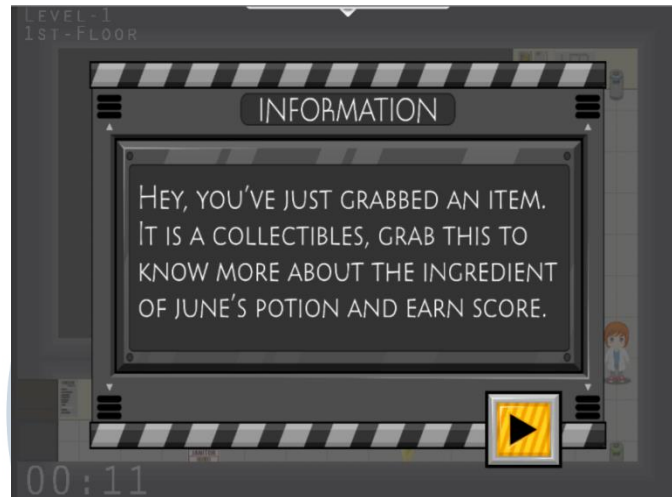 LEVEL-1
1ST-FLOOR
INFORMATION
HEY, YOU'VE JUST GRABBED AN ITEM.
IT IS A COLLECTIBLES, GRAB THIS TO
KNOW MORE ABOUT THE INGREDIENT
OF JUNE'S POTION AND EARN SCORE.
00:11